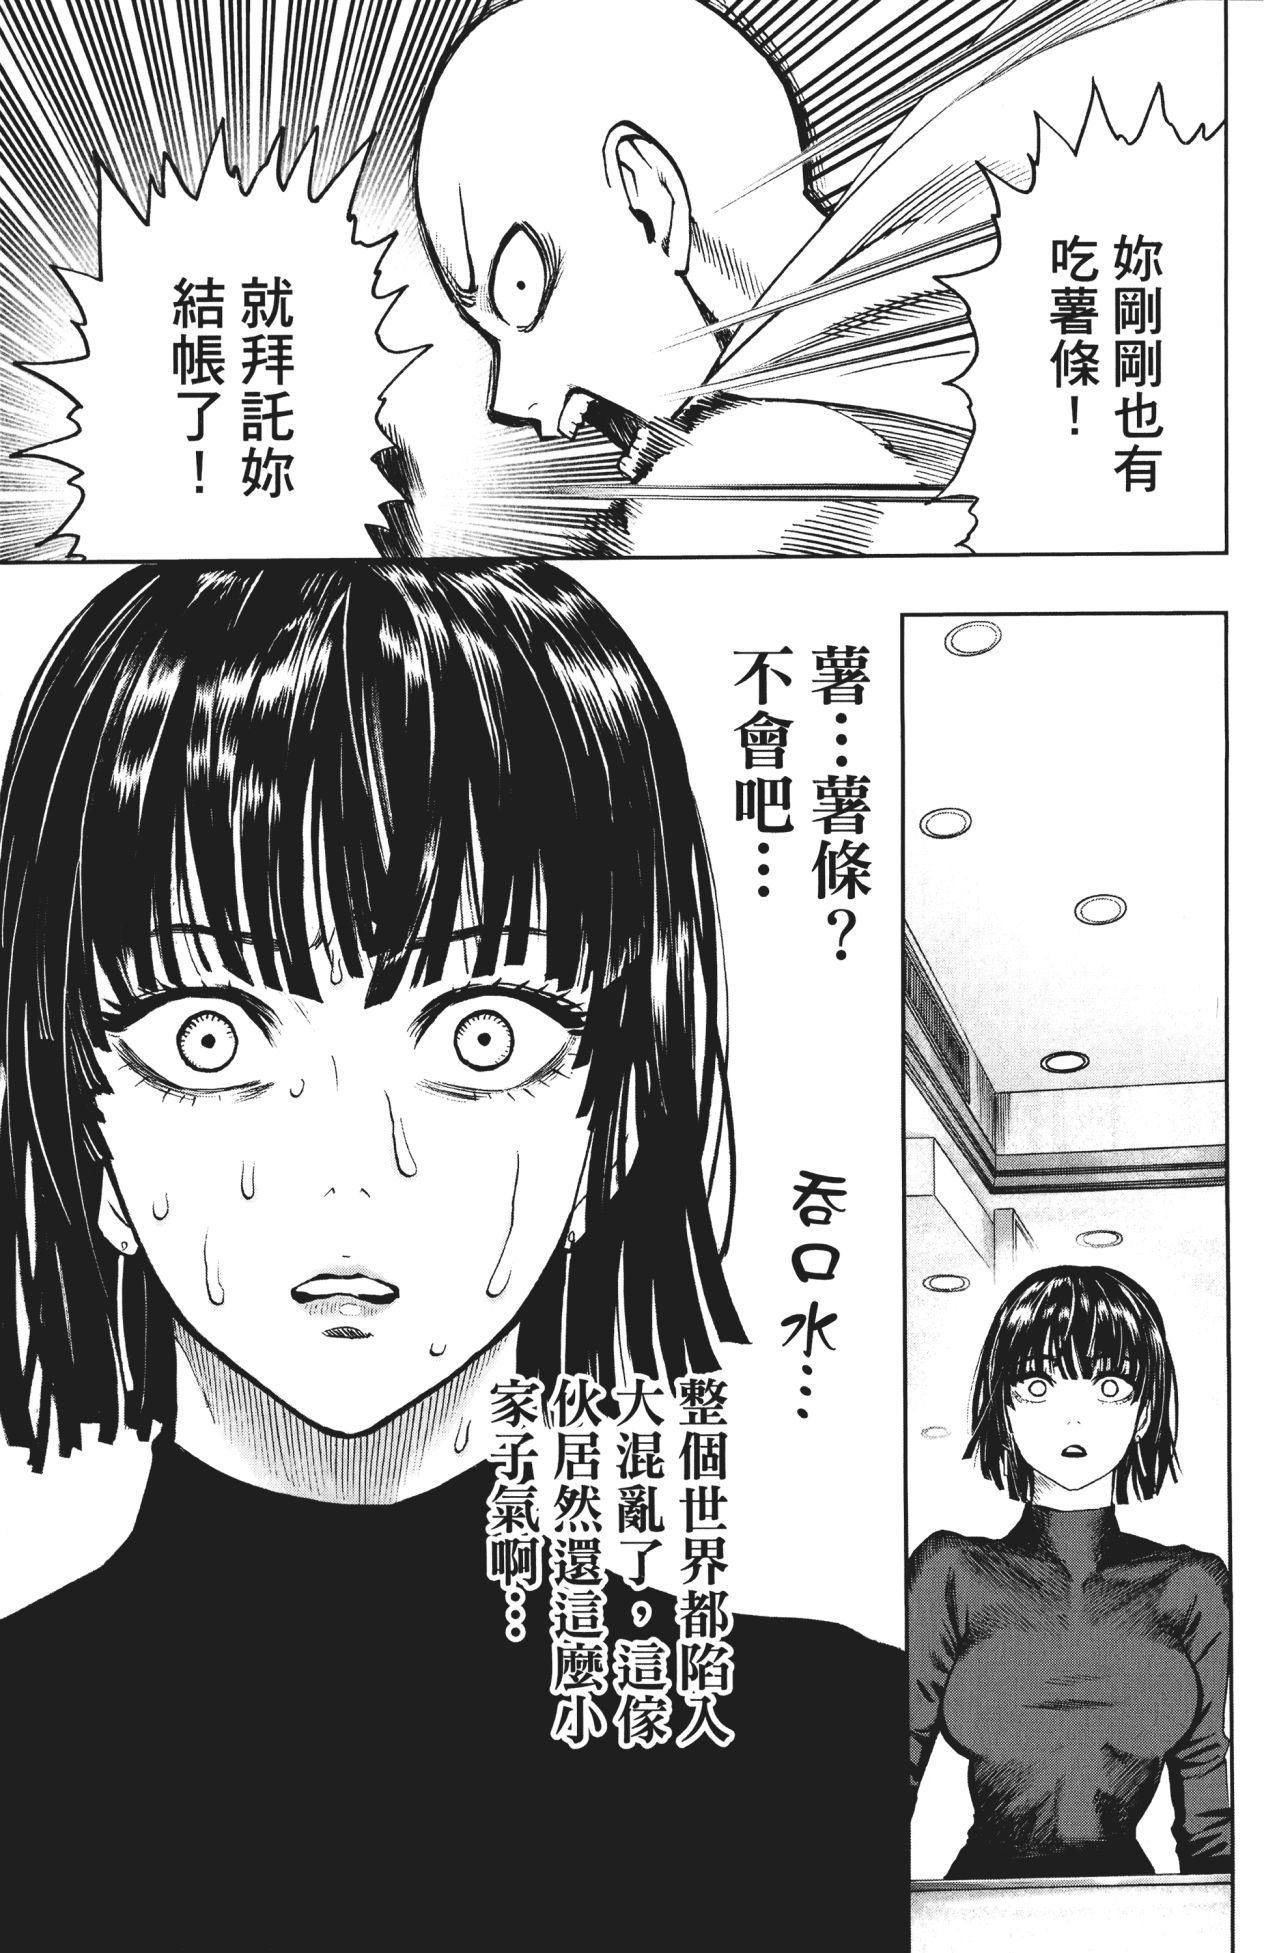 妳剛剛也有
吃薯條！
就拜託妳
結帳了！
薯…薯條？
不會吧…
吞口水…
整個世界都陷入
大混亂了，這傢
伙居然還這麼小
家子氣啊…